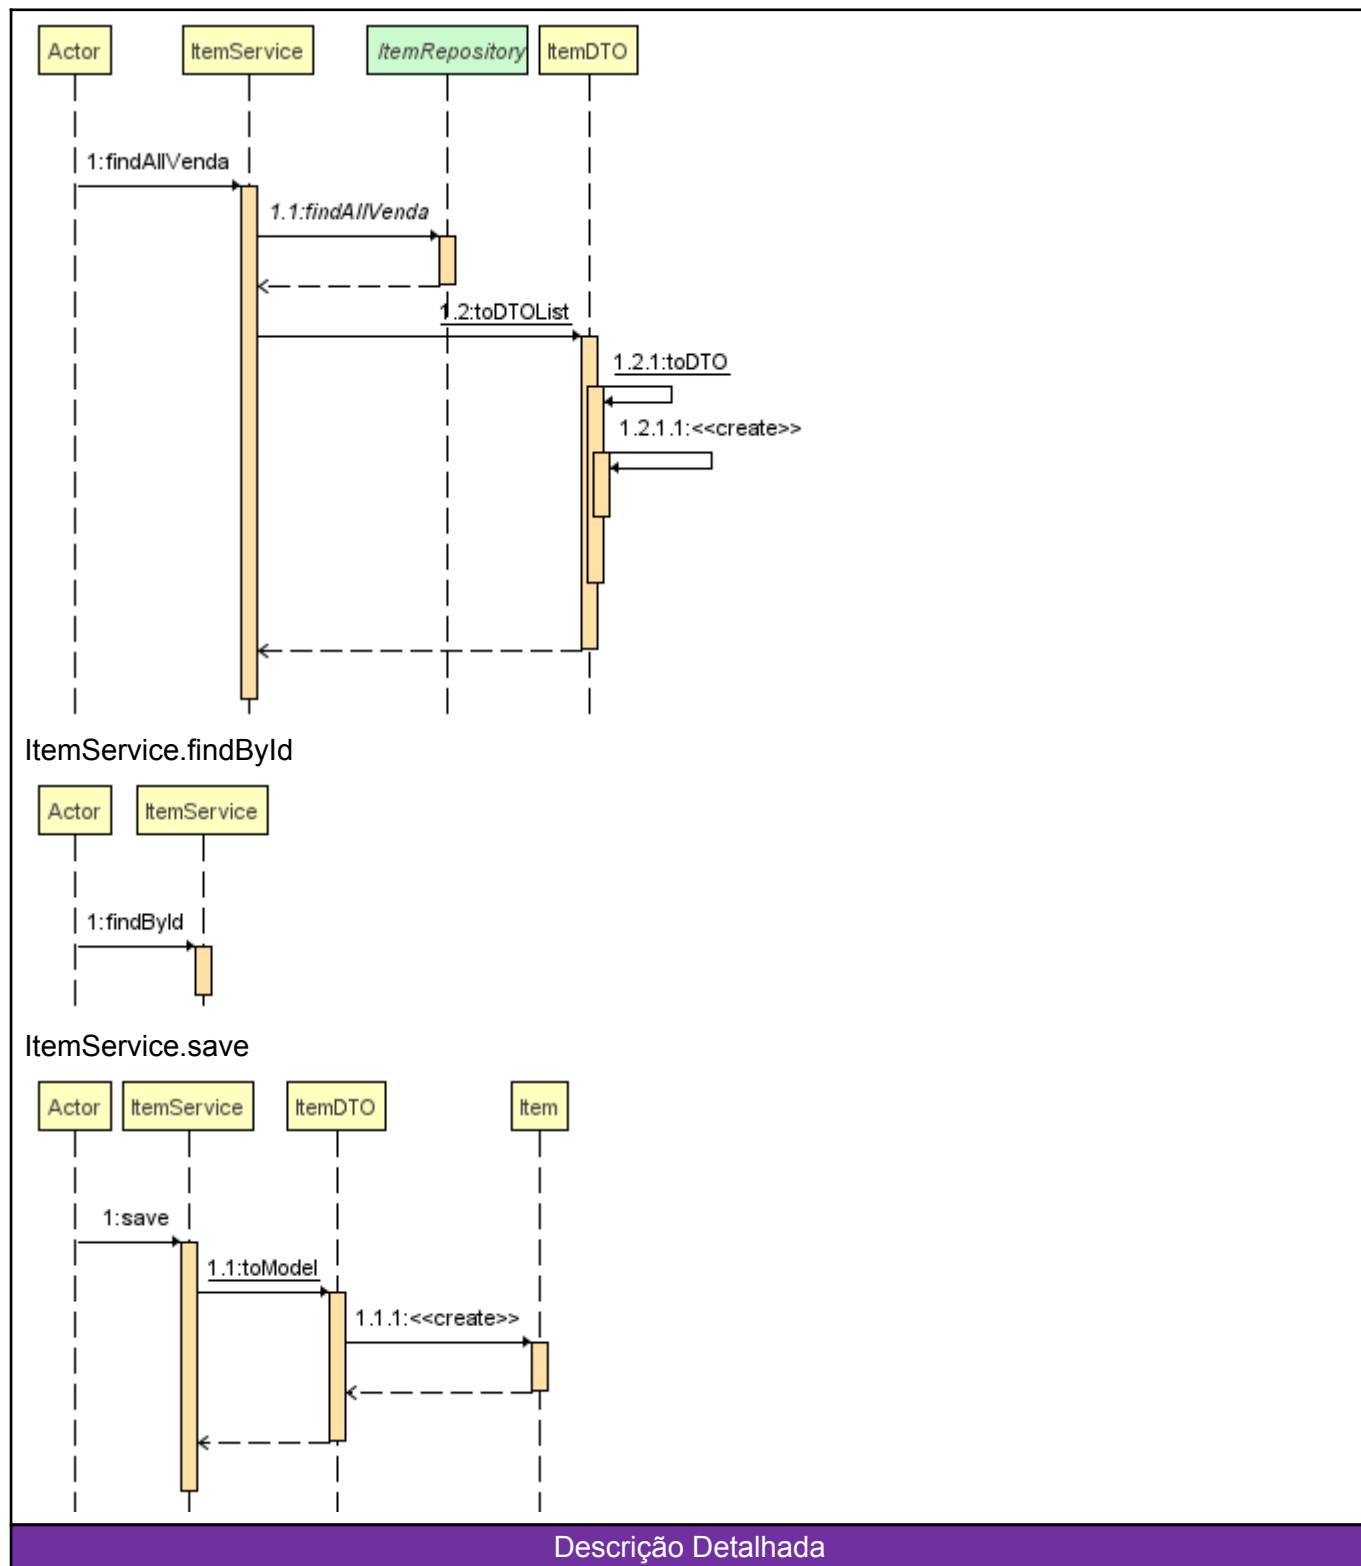 Actor ItemService ItemRepository ItemDTO
1:findAllVenda
1.1:findAllVenda
1.2:toDTOList
1.2.1:toDTO
1.2.1.1:<<create>>
ItemService.findById
Actor ItemService
1:findById
ItemService.save
Actor ItemService ItemDTO Item
1:save
1.1:toModel
1.1.1:<<create>>
Descrição Detalhada